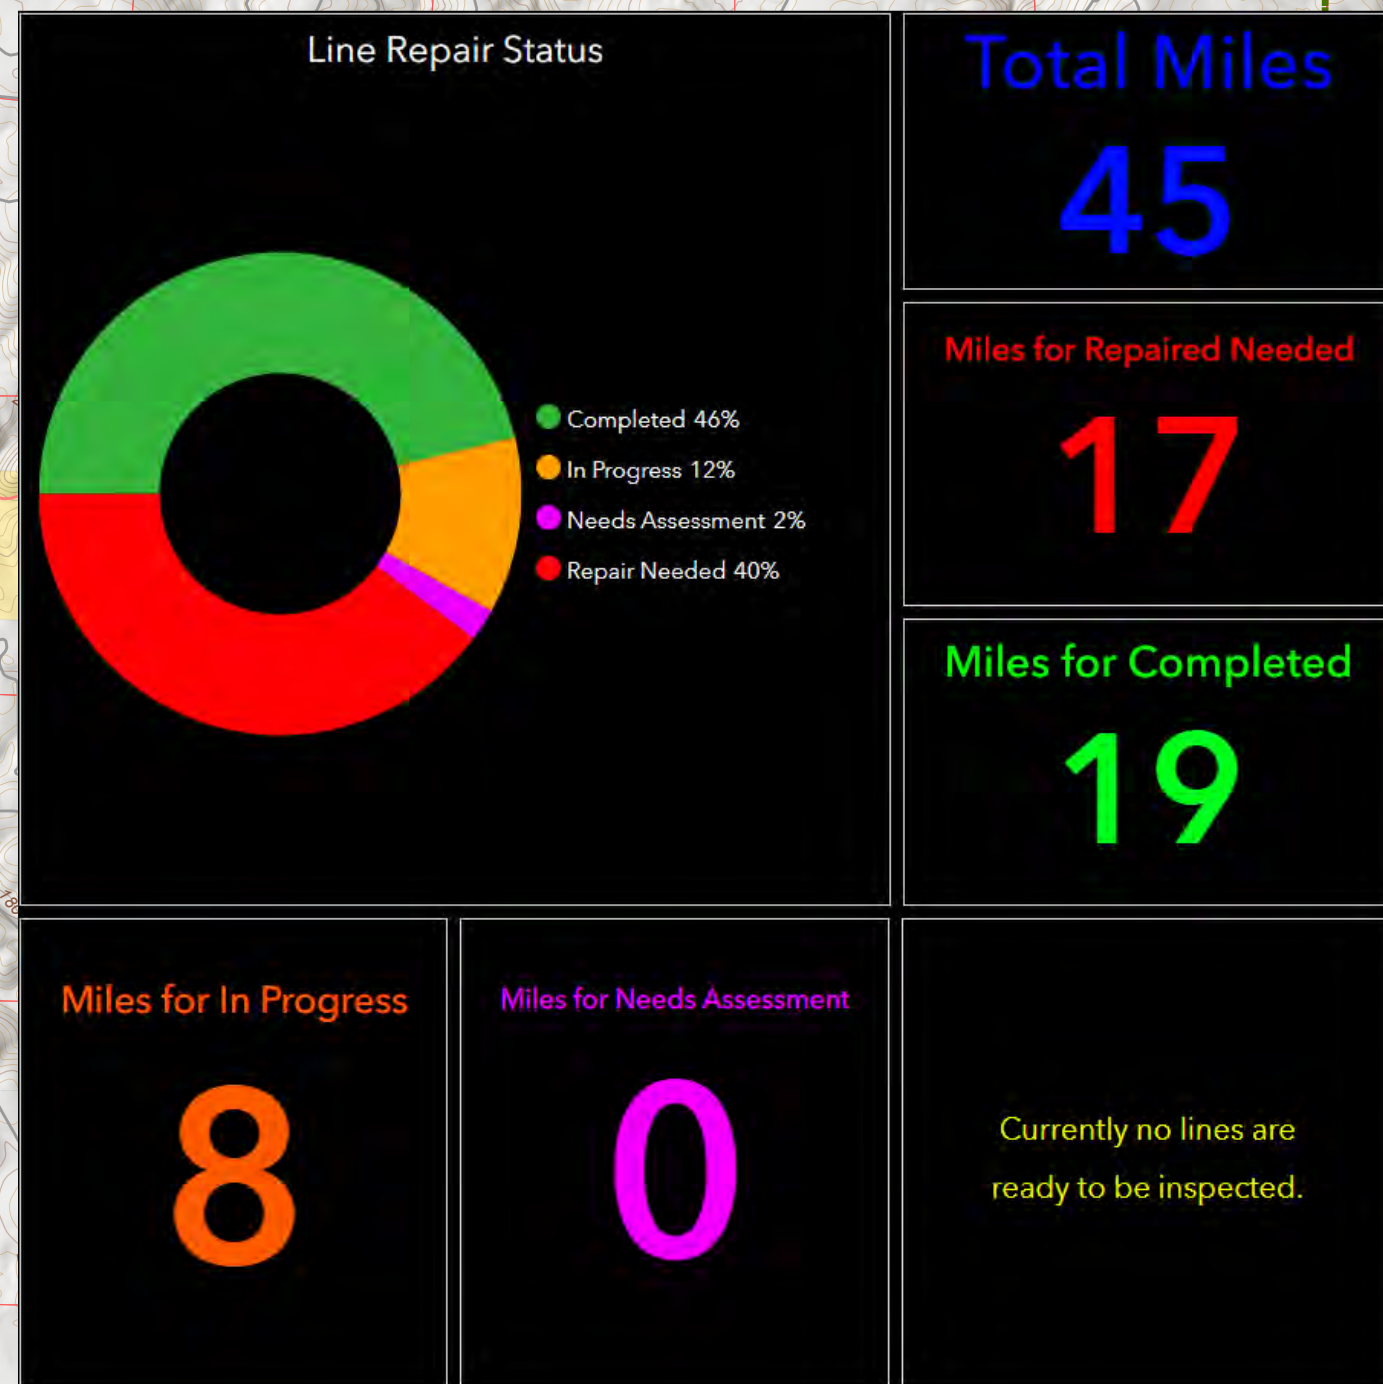 Line Repair Status
Completed 46%
In Progress 12%
Needs Assessment 2%
Repair Needed 40%
Total Miles
45
Miles for Repaired Needed
17
Miles for Completed
19
Miles for In Progress
8
Miles for Needs Assessment
0
Currently no lines are
ready to be inspected.